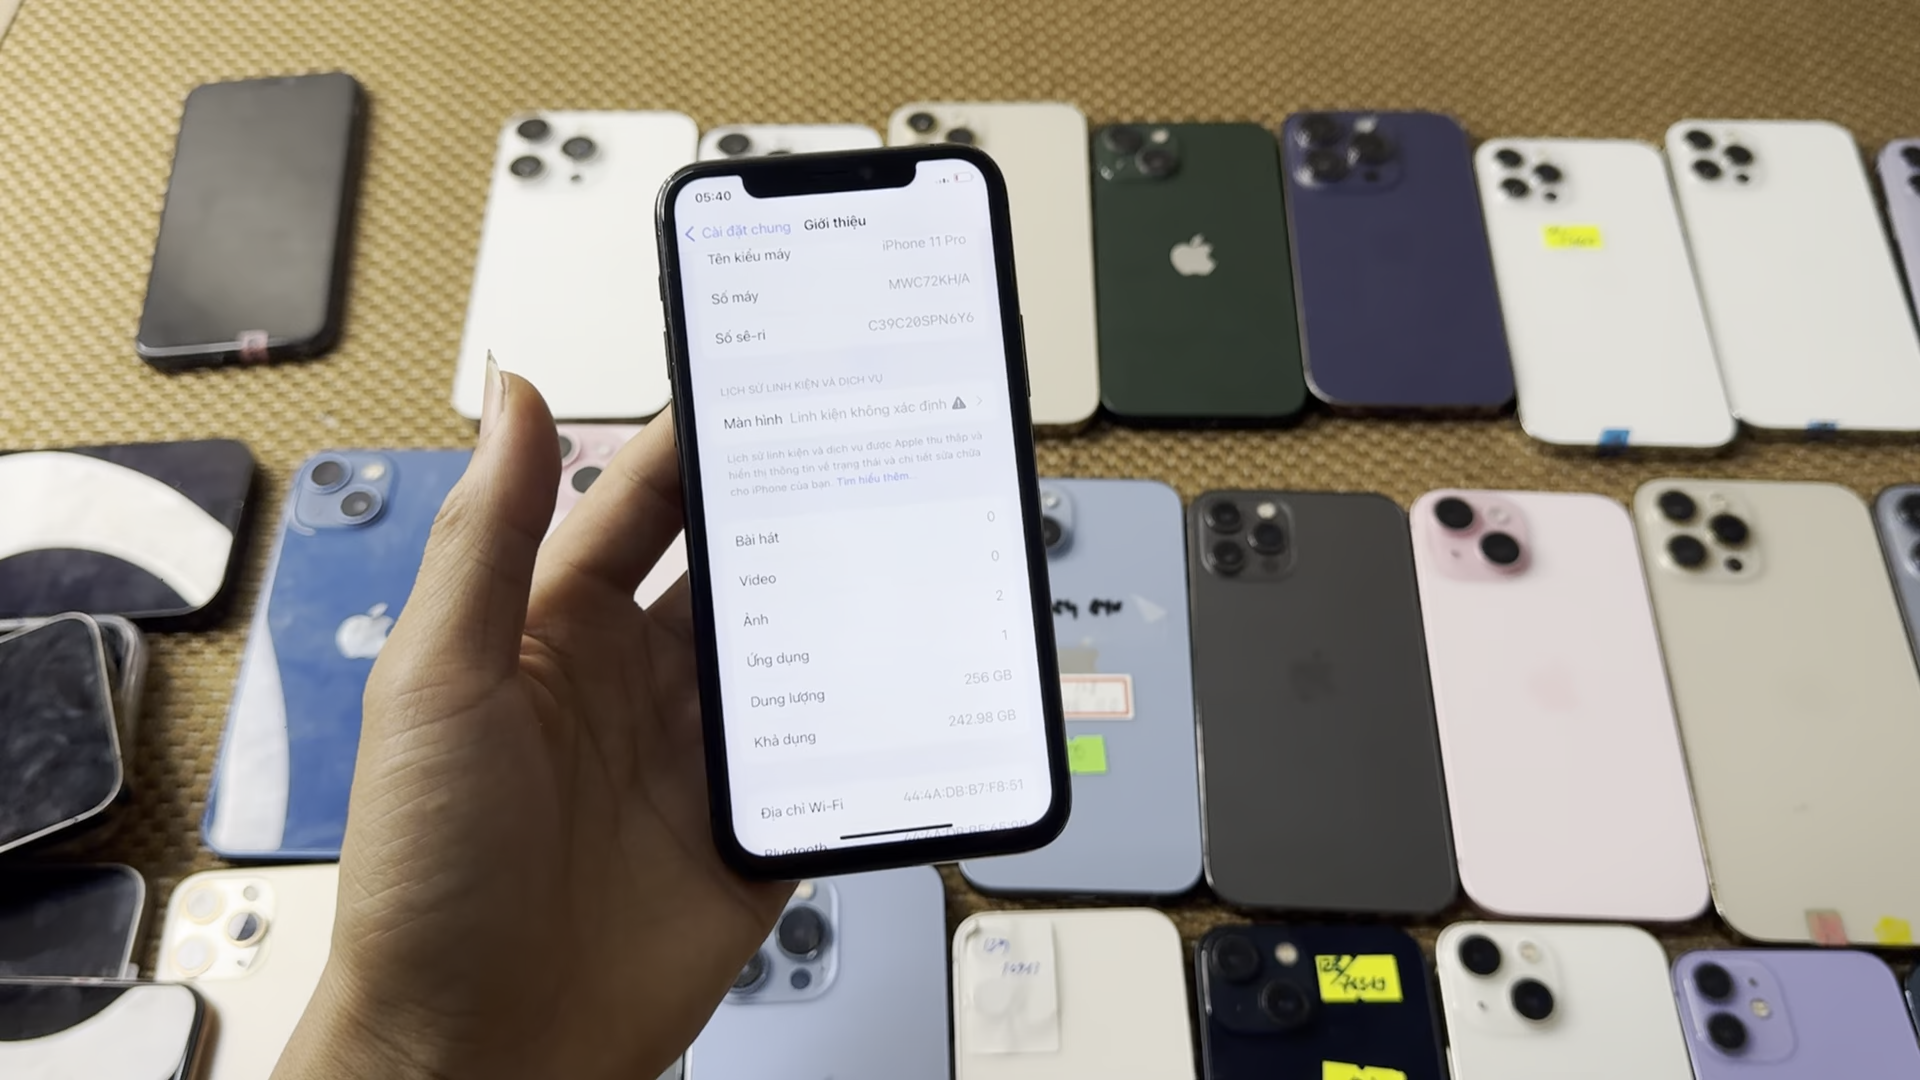 05:40
Cài đặt chung Giới thiệu
Tên kiểu máy iPhone 11 Pro
Số máy MWC72KH/A
Số sê-ri C39C20SPN6Y6
LỊCH SỬ LINH KIỆN VÀ DỊCH VỤ
Màn hình Linh kiện không xác định
Lịch sử linh kiện và dịch vụ được Apple thu thập và
hiển thị thông tin về trạng thái và chi tiết sửa chữa
cho iPhone của bạn. Tìm hiểu thêm...
Bài hát 0
Video 0
Ảnh 2
Ứng dụng 1
Dung lượng 256 GB
Khả dụng 242.98 GB
Địa chỉ Wi-Fi 44:4A:DB:B7:F8:51
Bluetooth